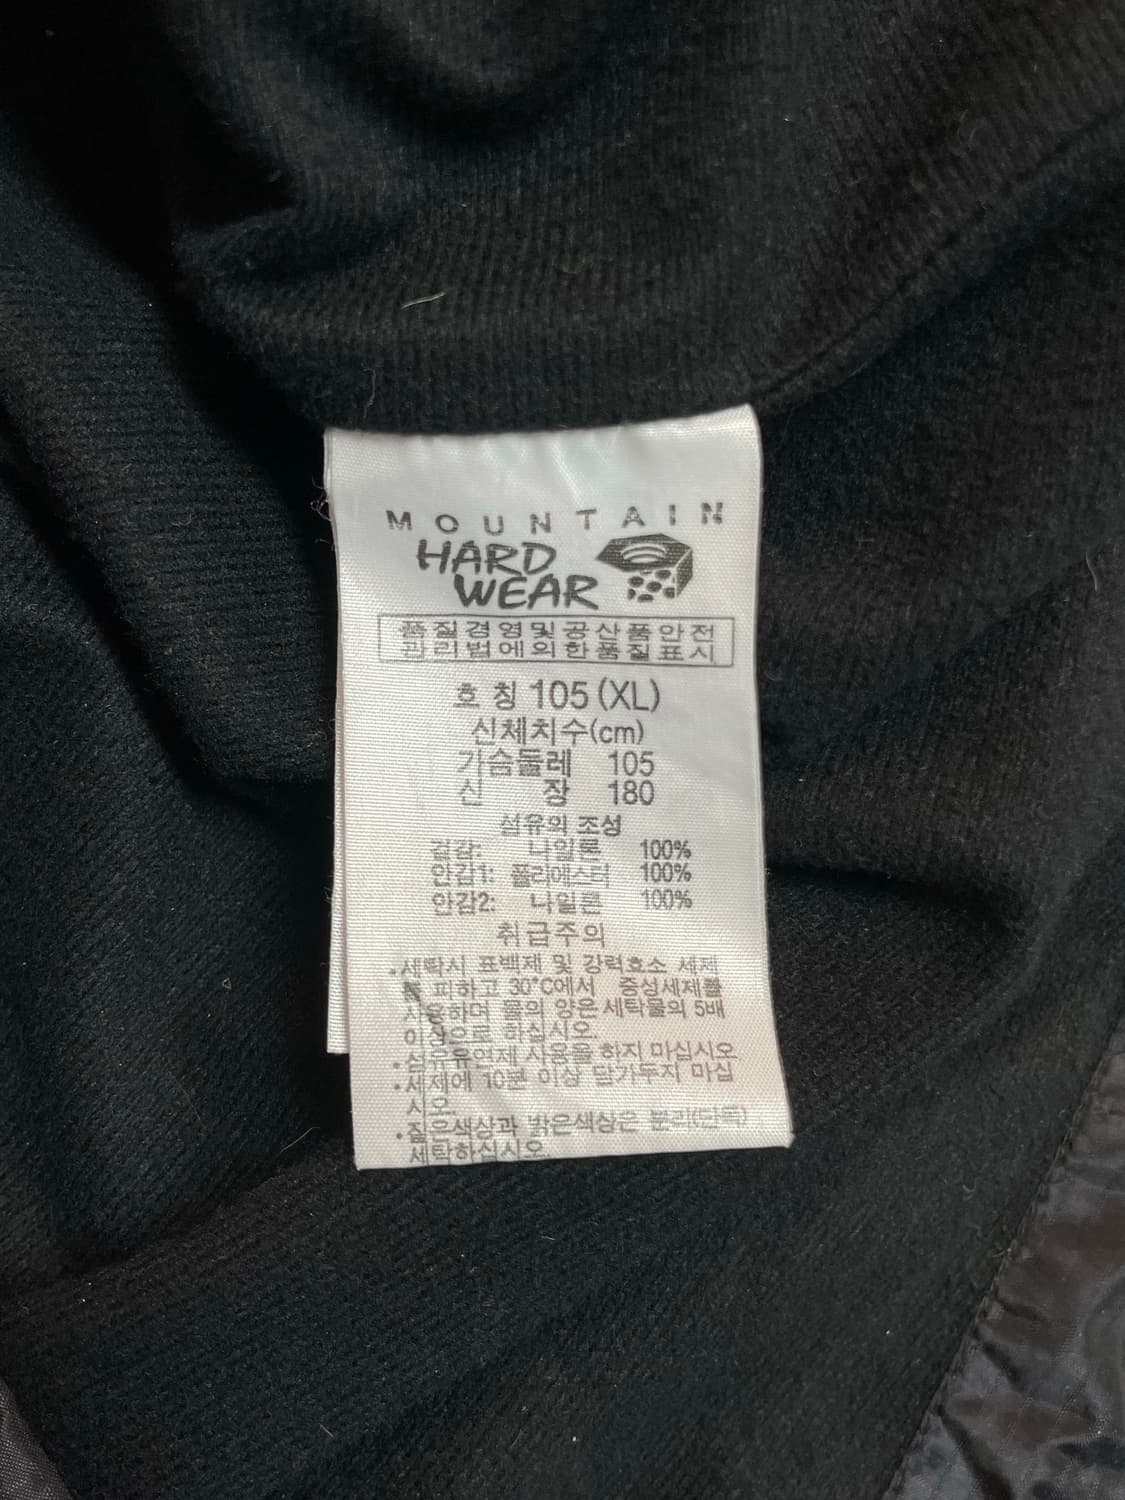 MOUNTAIN
HARD
WEAR
품질경영및공산품안전
관리법에의한품질표시
호 칭 105 (XL)
신체치수(cm)
가슴둘레 105
신 장 180
섬유의 조성
겉감: 나일론 100%
안감1: 폴리에스터 100%
안감2: 나일론 100%
취급주의
·세탁시 표백제 및 강력효소 세제
를 피하고 30°C에서 중성세제를
사용하며 물의 양은 세탁물의 5배
이상으로 하십시오
·섬유유연제 사용을 하지 마십시오
·세제에 10분 이상 담가두지 마십
시오
·짙은색상과 밝은색상은 분리(단독)
세탁하십시오